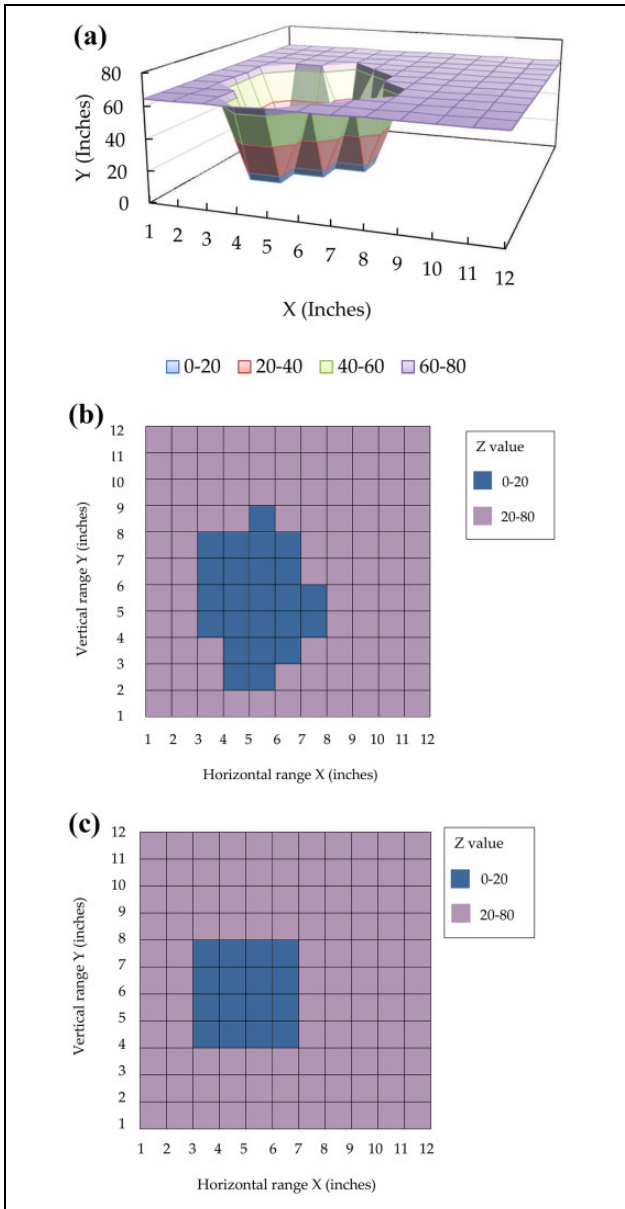 (a)
80
60
40
20
0
Y (Inches)
1 2 3 4 5 6 7 8 9 10 11 12
X (Inches)
0-20 20-40 40-60 60-80
(b)
12
11
10
9
8
7
6
5
4
3
2
1
Vertical range Y (inches)
1 2 3 4 5 6 7 8 9 10 11 12
Horizontal range X (inches)
Z value
0-20
20-80
(c)
12
11
10
9
8
7
6
5
4
3
2
1
Vertical range Y (inches)
1 2 3 4 5 6 7 8 9 10 11 12
Horizontal range X (inches)
Z value
0-20
20-80